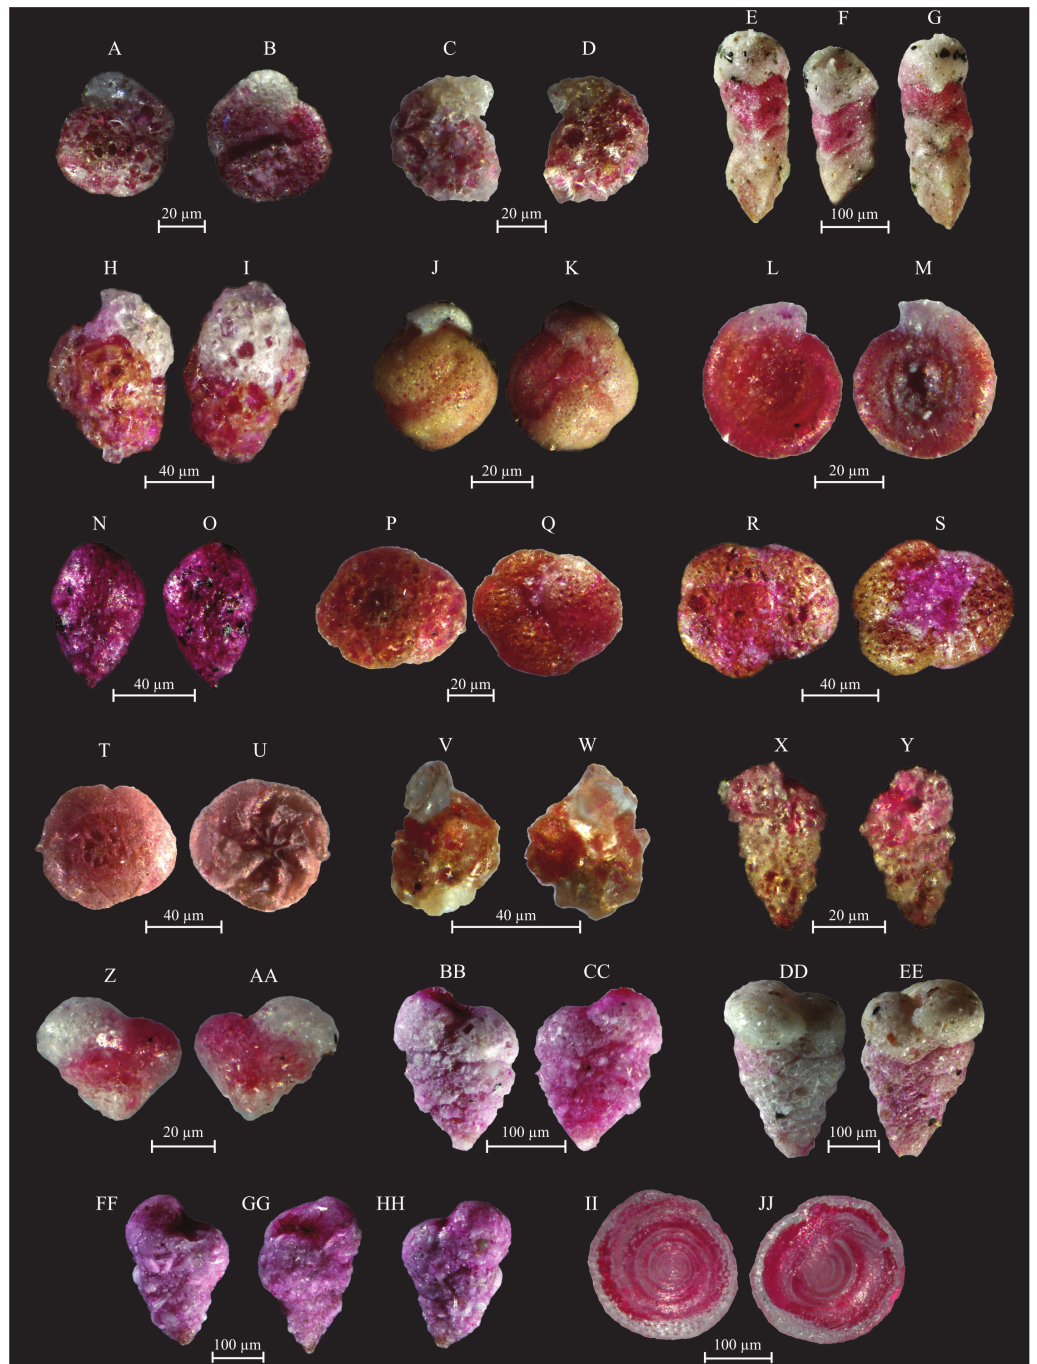 A B C D E F G
20 µm 20 µm 100 µm
H I J K L M
40 µm 20 µm 20 µm
N O P Q R S
40 µm 20 µm 40 µm
T U V W X Y
40 µm 40 µm 20 µm
Z AA BB CC DD EE
20 µm 100 µm 100 µm
FF GG HH II JJ
100 µm 100 µm